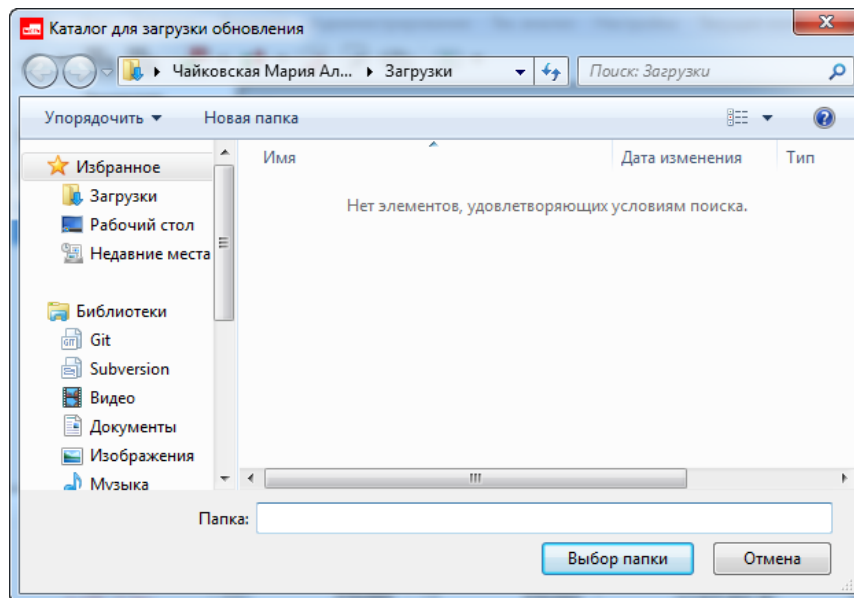 Каталог для загрузки обновления
Чайковская Мария Ал... Загрузки
Поиск: Загрузки
Упорядочить Новая папка
Избранное
Загрузки
Рабочий стол
Недавние места
Библиотеки
Git
Subversion
Видео
Документы
Изображения
Музыка
Имя Дата изменения Тип
Нет элементов, удовлетворяющих условиям поиска.
Папка:
Выбор папки Отмена